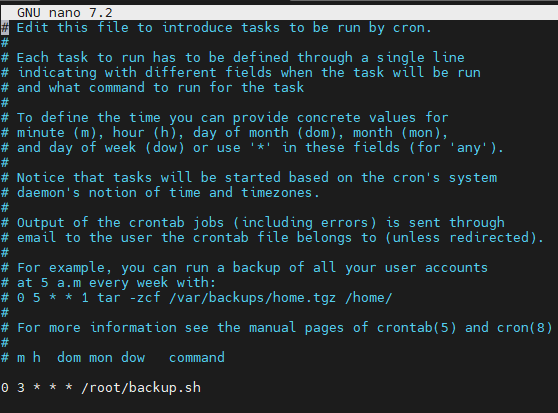 GNU nano 7.2
# Edit this file to introduce tasks to be run by cron.
#
# Each task to run has to be defined through a single line
# indicating with different fields when the task will be run
# and what command to run for the task
#
# To define the time you can provide concrete values for
# minute (m), hour (h), day of month (dom), month (mon),
# and day of week (dow) or use '*' in these fields (for 'any').
#
# Notice that tasks will be started based on the cron's system
# daemon's notion of time and timezones.
#
# Output of the crontab jobs (including errors) is sent through
# email to the user the crontab file belongs to (unless redirected).
#
# For example, you can run a backup of all your user accounts
# at 5 a.m every week with:
# 0 5 * * 1 tar -zcf /var/backups/home.tgz /home/
#
# For more information see the manual pages of crontab(5) and cron(8)
#
# m h  dom mon dow   command
0 3 * * * /root/backup.sh